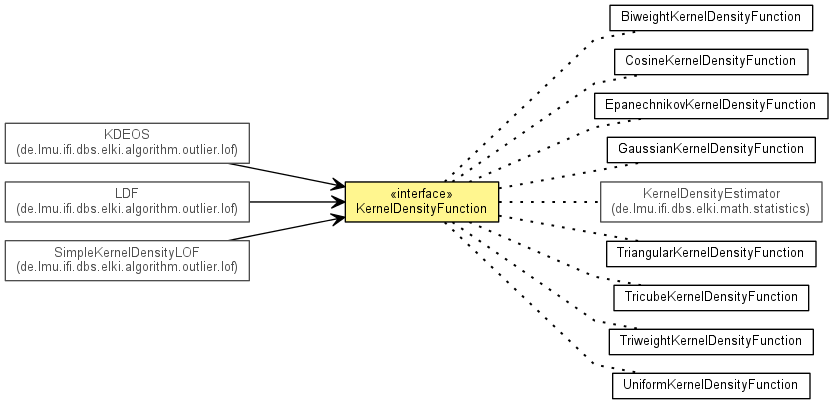 KDEOS
(de.lmu.ifi.dbs.elki.algorithm.outlier.lof)
LDF
(de.lmu.ifi.dbs.elki.algorithm.outlier.lof)
SimpleKernelDensityLOF
(de.lmu.ifi.dbs.elki.algorithm.outlier.lof)
«interface»
KernelDensityFunction
BiweightKernelDensityFunction
CosineKernelDensityFunction
EpanechnikovKernelDensityFunction
GaussianKernelDensityFunction
KernelDensityEstimator
(de.lmu.ifi.dbs.elki.math.statistics)
TriangularKernelDensityFunction
TricubeKernelDensityFunction
TriweightKernelDensityFunction
UniformKernelDensityFunction